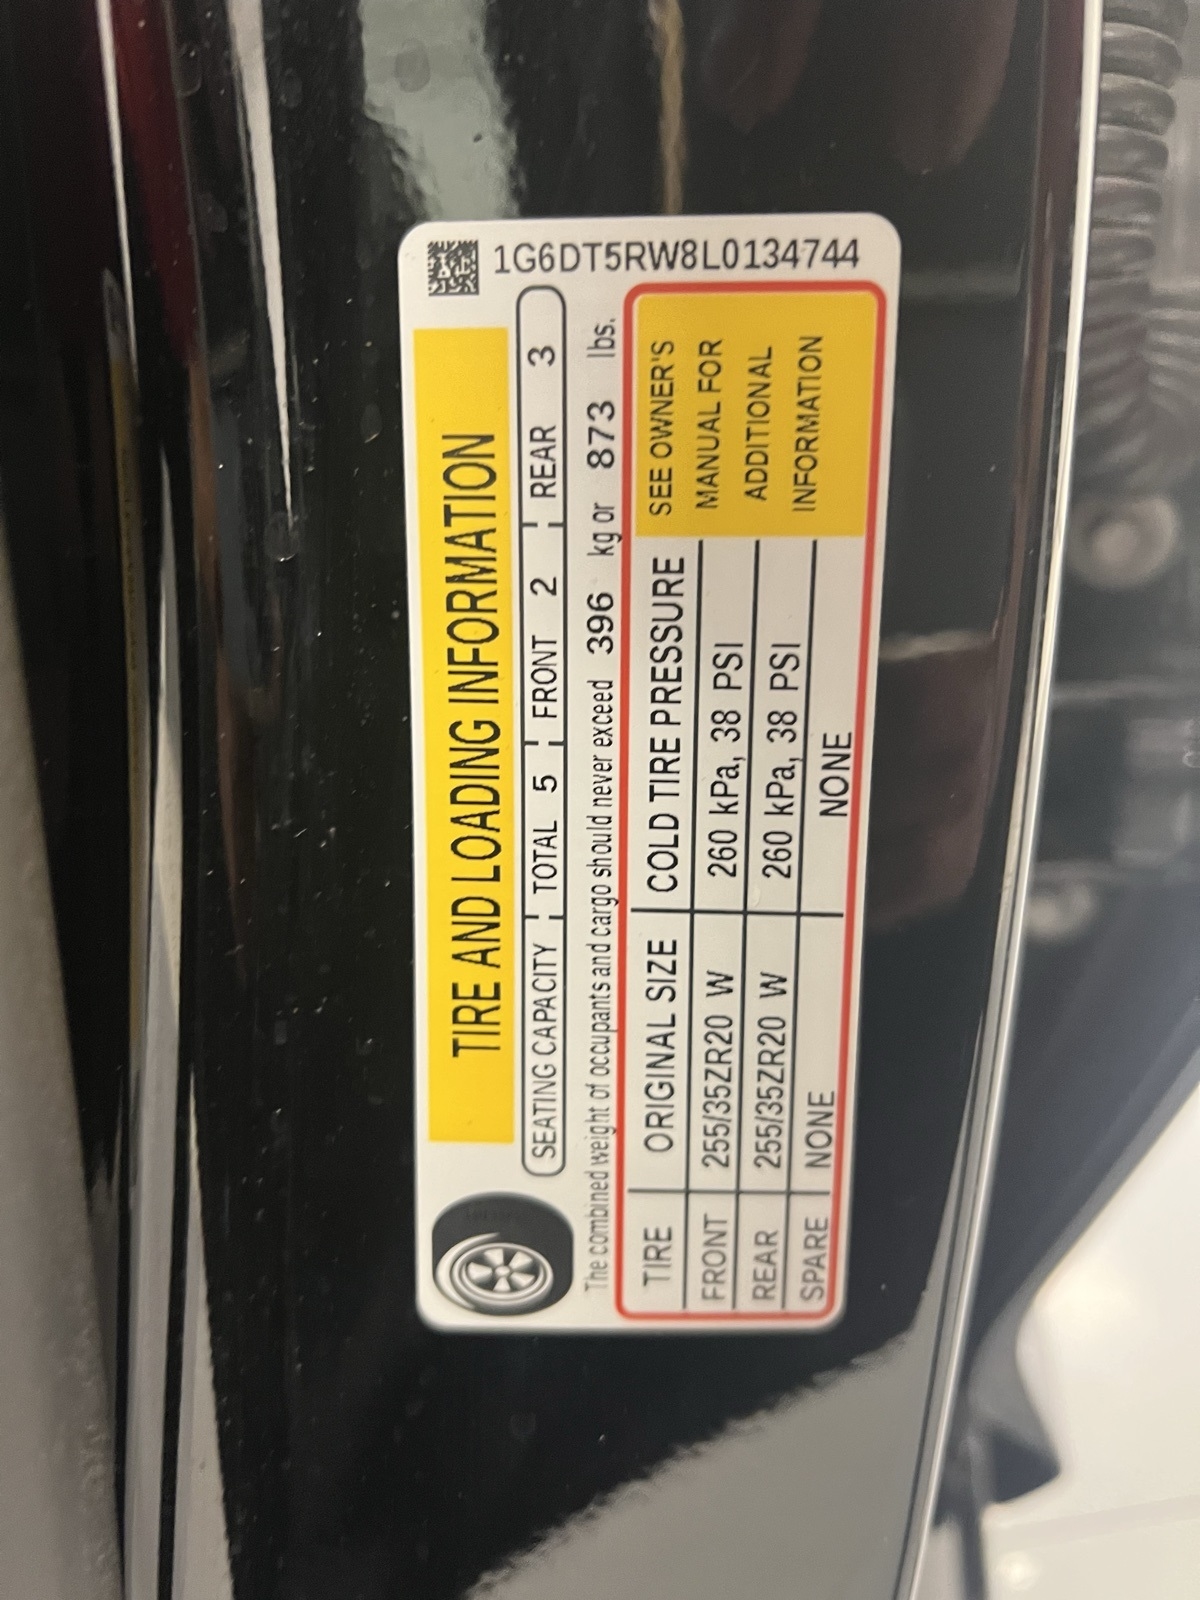 TIRE AND LOADING INFORMATION
SEATING CAPACITY TOTAL 5 FRONT 2 REAR 3
The combined weight of occupants and cargo should never exceed 396 kg or 873 lbs.
TIRE ORIGINAL SIZE COLD TIRE PRESSURE
FRONT 255/35ZR20 W 260 kPa, 38 PSI
REAR 255/35ZR20 W 260 kPa, 38 PSI
SPARE NONE NONE
SEE OWNER'S
MANUAL FOR
ADDITIONAL
INFORMATION
1G6DT5RW8L0134744